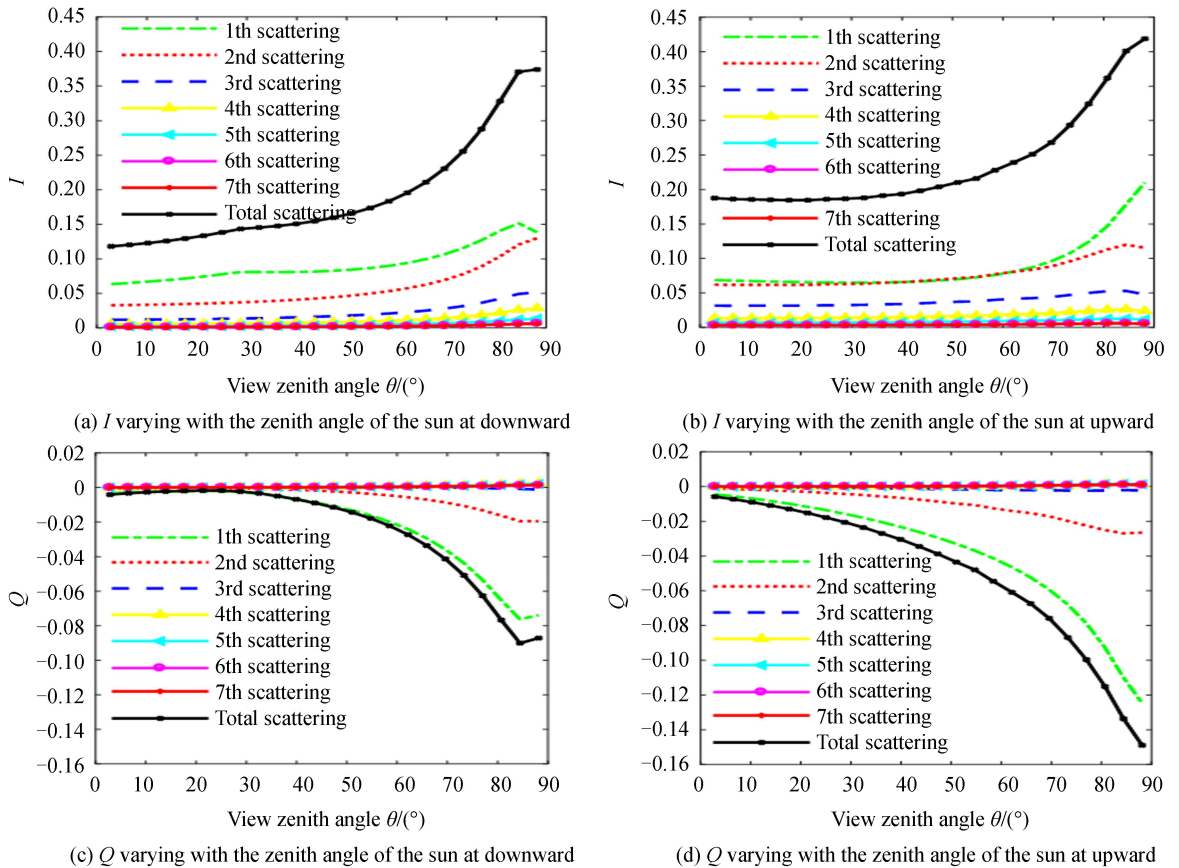 0.45
0.40
0.35
0.30
0.25
0.20
0.15
0.10
0.05
0
I
1th scattering
2nd scattering
3rd scattering
4th scattering
5th scattering
6th scattering
7th scattering
Total scattering
0 10 20 30 40 50 60 70 80 90
View zenith angle θ/(°)
(a) I varying with the zenith angle of the sun at downward
0.45
0.40
0.35
0.30
0.25
0.20
0.15
0.10
0.05
0
I
1th scattering
2nd scattering
3rd scattering
4th scattering
5th scattering
6th scattering
7th scattering
Total scattering
0 10 20 30 40 50 60 70 80 90
View zenith angle θ/(°)
(b) I varying with the zenith angle of the sun at upward
0.02
0
−0.02
−0.04
−0.06
−0.08
−0.10
−0.12
−0.14
−0.16
Q
1th scattering
2nd scattering
3rd scattering
4th scattering
5th scattering
6th scattering
7th scattering
Total scattering
0 10 20 30 40 50 60 70 80 90
View zenith angle θ/(°)
(c) Q varying with the zenith angle of the sun at downward
0.02
0
−0.02
−0.04
−0.06
−0.08
−0.10
−0.12
−0.14
−0.16
Q
1th scattering
2nd scattering
3rd scattering
4th scattering
5th scattering
6th scattering
7th scattering
Total scattering
0 10 20 30 40 50 60 70 80 90
View zenith angle θ/(°)
(d) Q varying with the zenith angle of the sun at upward